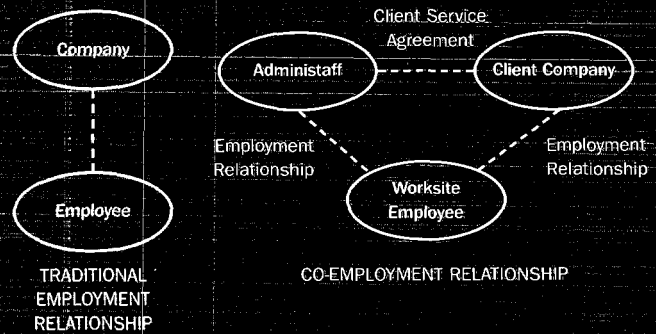 Company
Employee
TRADITIONAL
EMPLOYMENT
RELATIONSHIP
Client Service
Agreement
Administaff
Client Company
Employment
Relationship
Employment
Relationship
Worksite
Employee
CO-EMPLOYMENT RELATIONSHIP